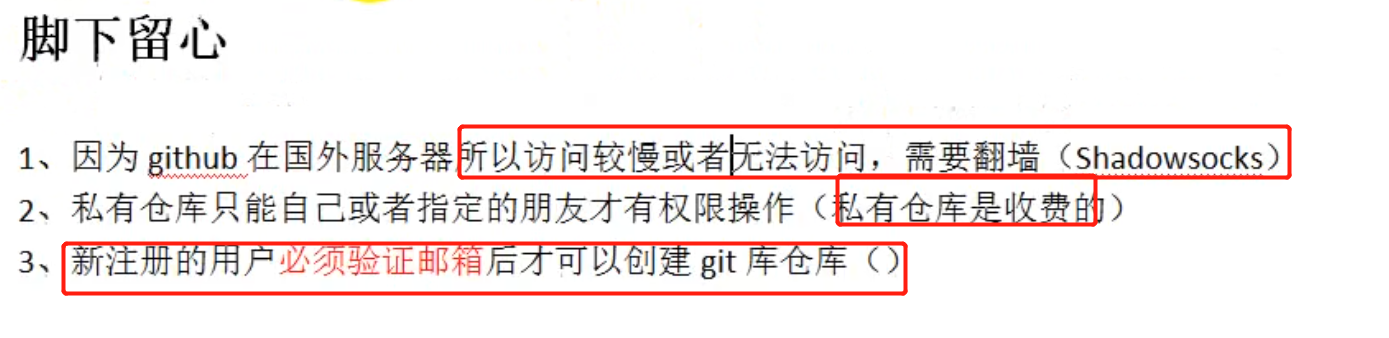 脚下留心
1、因为 github 在国外服务器所以访问较慢或者无法访问，需要翻墙（Shadowsocks）
2、私有仓库只能自己或者指定的朋友才有权限操作（私有仓库是收费的）
3、新注册的用户必须验证邮箱后才可以创建 git 库仓库（）